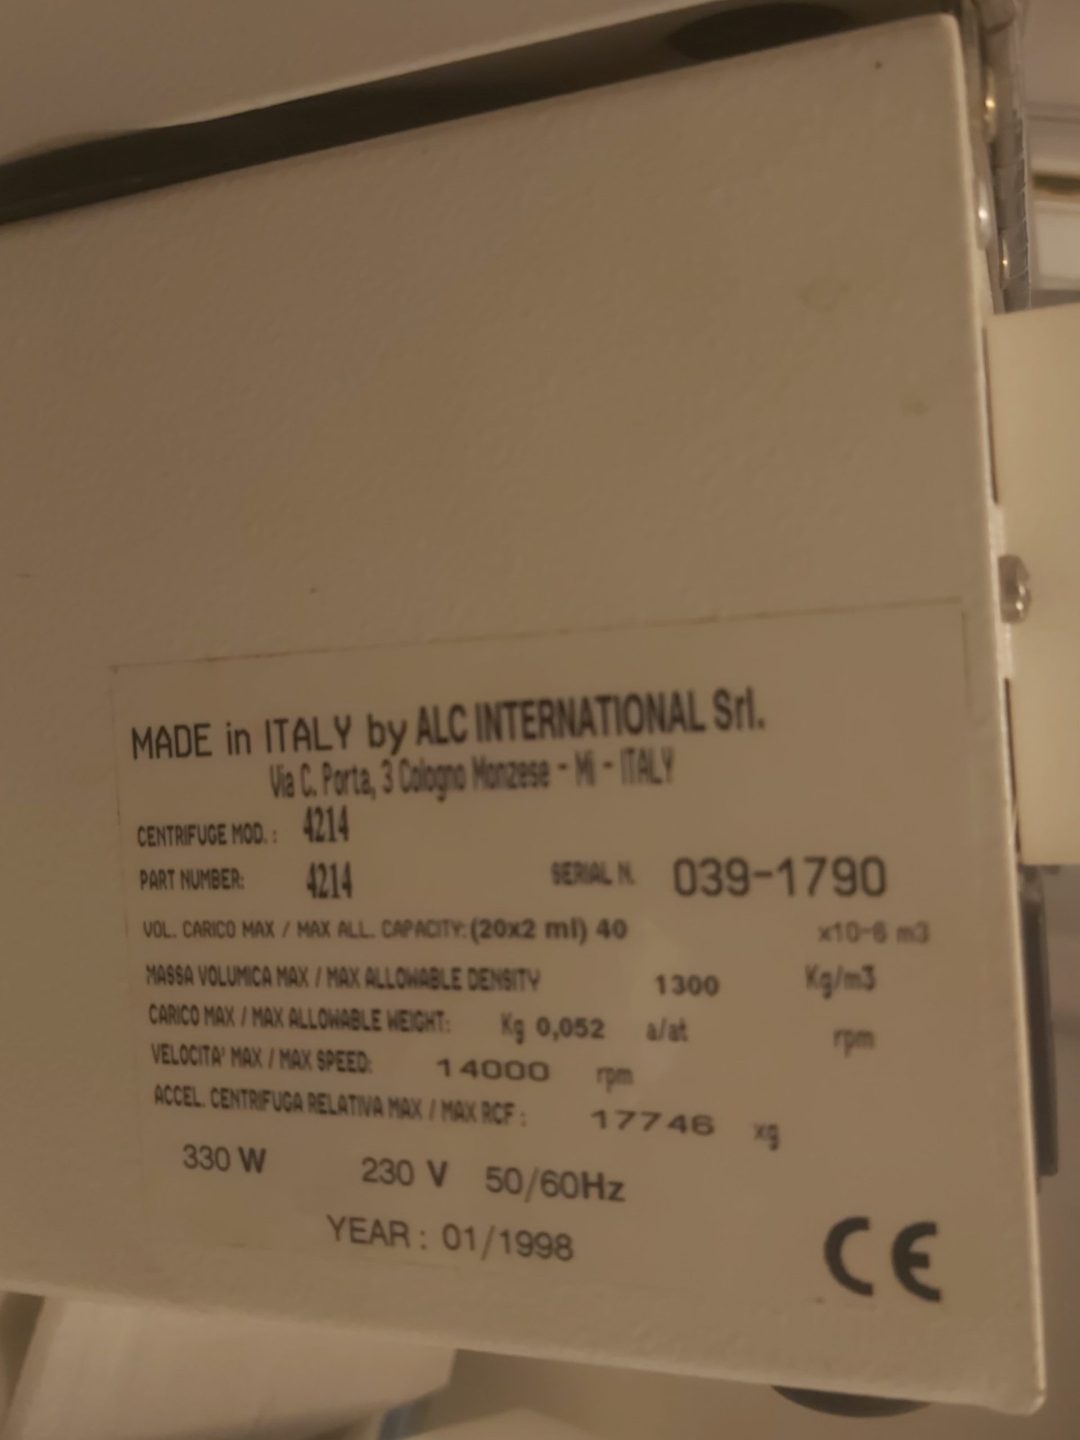 MADE in ITALY by ALC INTERNATIONAL Srl.
Via C. Porta, 3 Cologno Monzese - Mi - ITALY
CENTRIFUGE MOD. : 4214
PART NUMBER: 4214 SERIAL N. 039-1790
VOL. CARICO MAX / MAX ALL. CAPACITY: (20x2 ml) 40 x10-6 m3
MASSA VOLUMICA MAX / MAX ALLOWABLE DENSITY 1300 Kg/m3
CARICO MAX / MAX ALLOWABLE WEIGHT: Kg 0,052 a/at rpm
VELOCITA' MAX / MAX SPEED: 14000 rpm
ACCEL. CENTRIFUGA RELATIVA MAX / MAX RCF : 17746 xg
330 W 230 V 50/60Hz
YEAR : 01/1998
CE